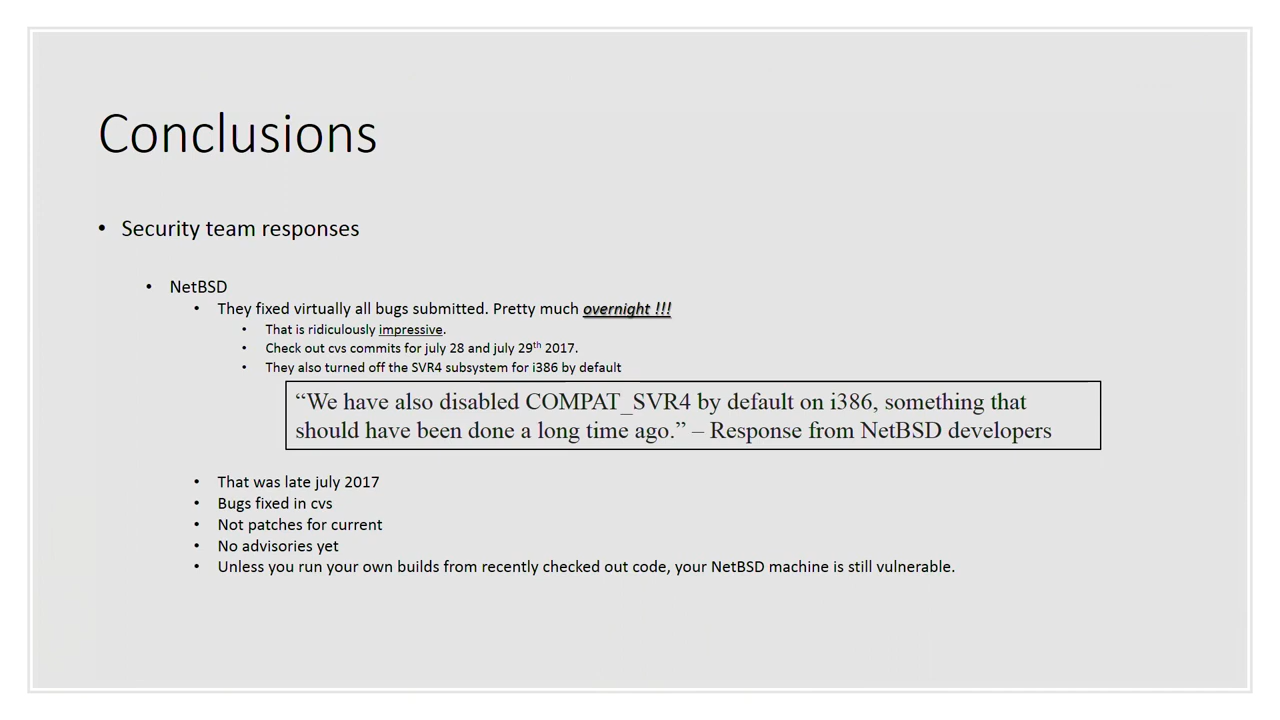 Conclusions
• Security team responses
• NetBSD
• They fixed virtually all bugs submitted. Pretty much overnight !!!
• That is ridiculously impressive.
• Check out cvs commits for july 28 and july 29th 2017.
• They also turned off the SVR4 subsystem for i386 by default
“We have also disabled COMPAT_SVR4 by default on i386, something that
should have been done a long time ago.” – Response from NetBSD developers
• That was late july 2017
• Bugs fixed in cvs
• Not patches for current
• No advisories yet
• Unless you run your own builds from recently checked out code, your NetBSD machine is still vulnerable.